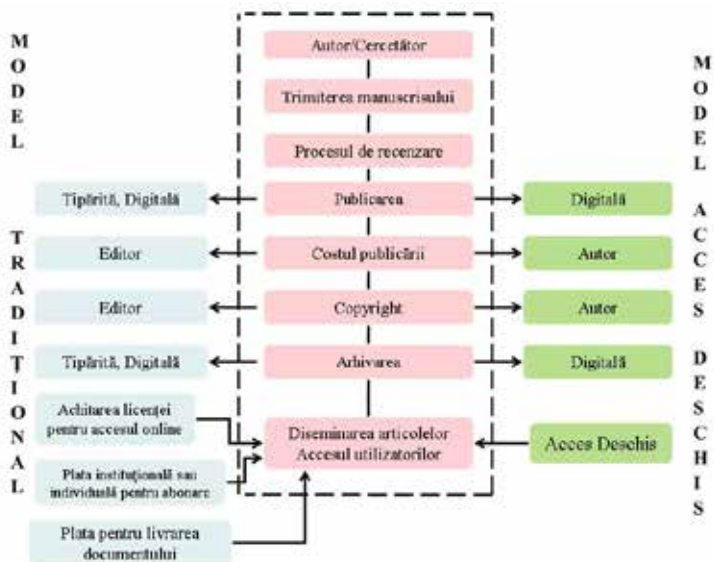 MODEL TRADIȚIONAL
Autor/Cercetător
Trimiterea manuscrisului
Procesul de recenzare
Tipărită, Digitală
Publicarea
Digitală
Editor
Costul publicării
Autor
Editor
Copyright
Autor
Tipărită, Digitală
Arhivarea
Digitală
Achitarea licenței
pentru accesul online
Diseminarea articolelor
Accesul utilizatorilor
Acces Deschis
Plata instituțională sau
individuală pentru abonare
Plata pentru livrarea
documentului
MODEL ACCES DESCHIS